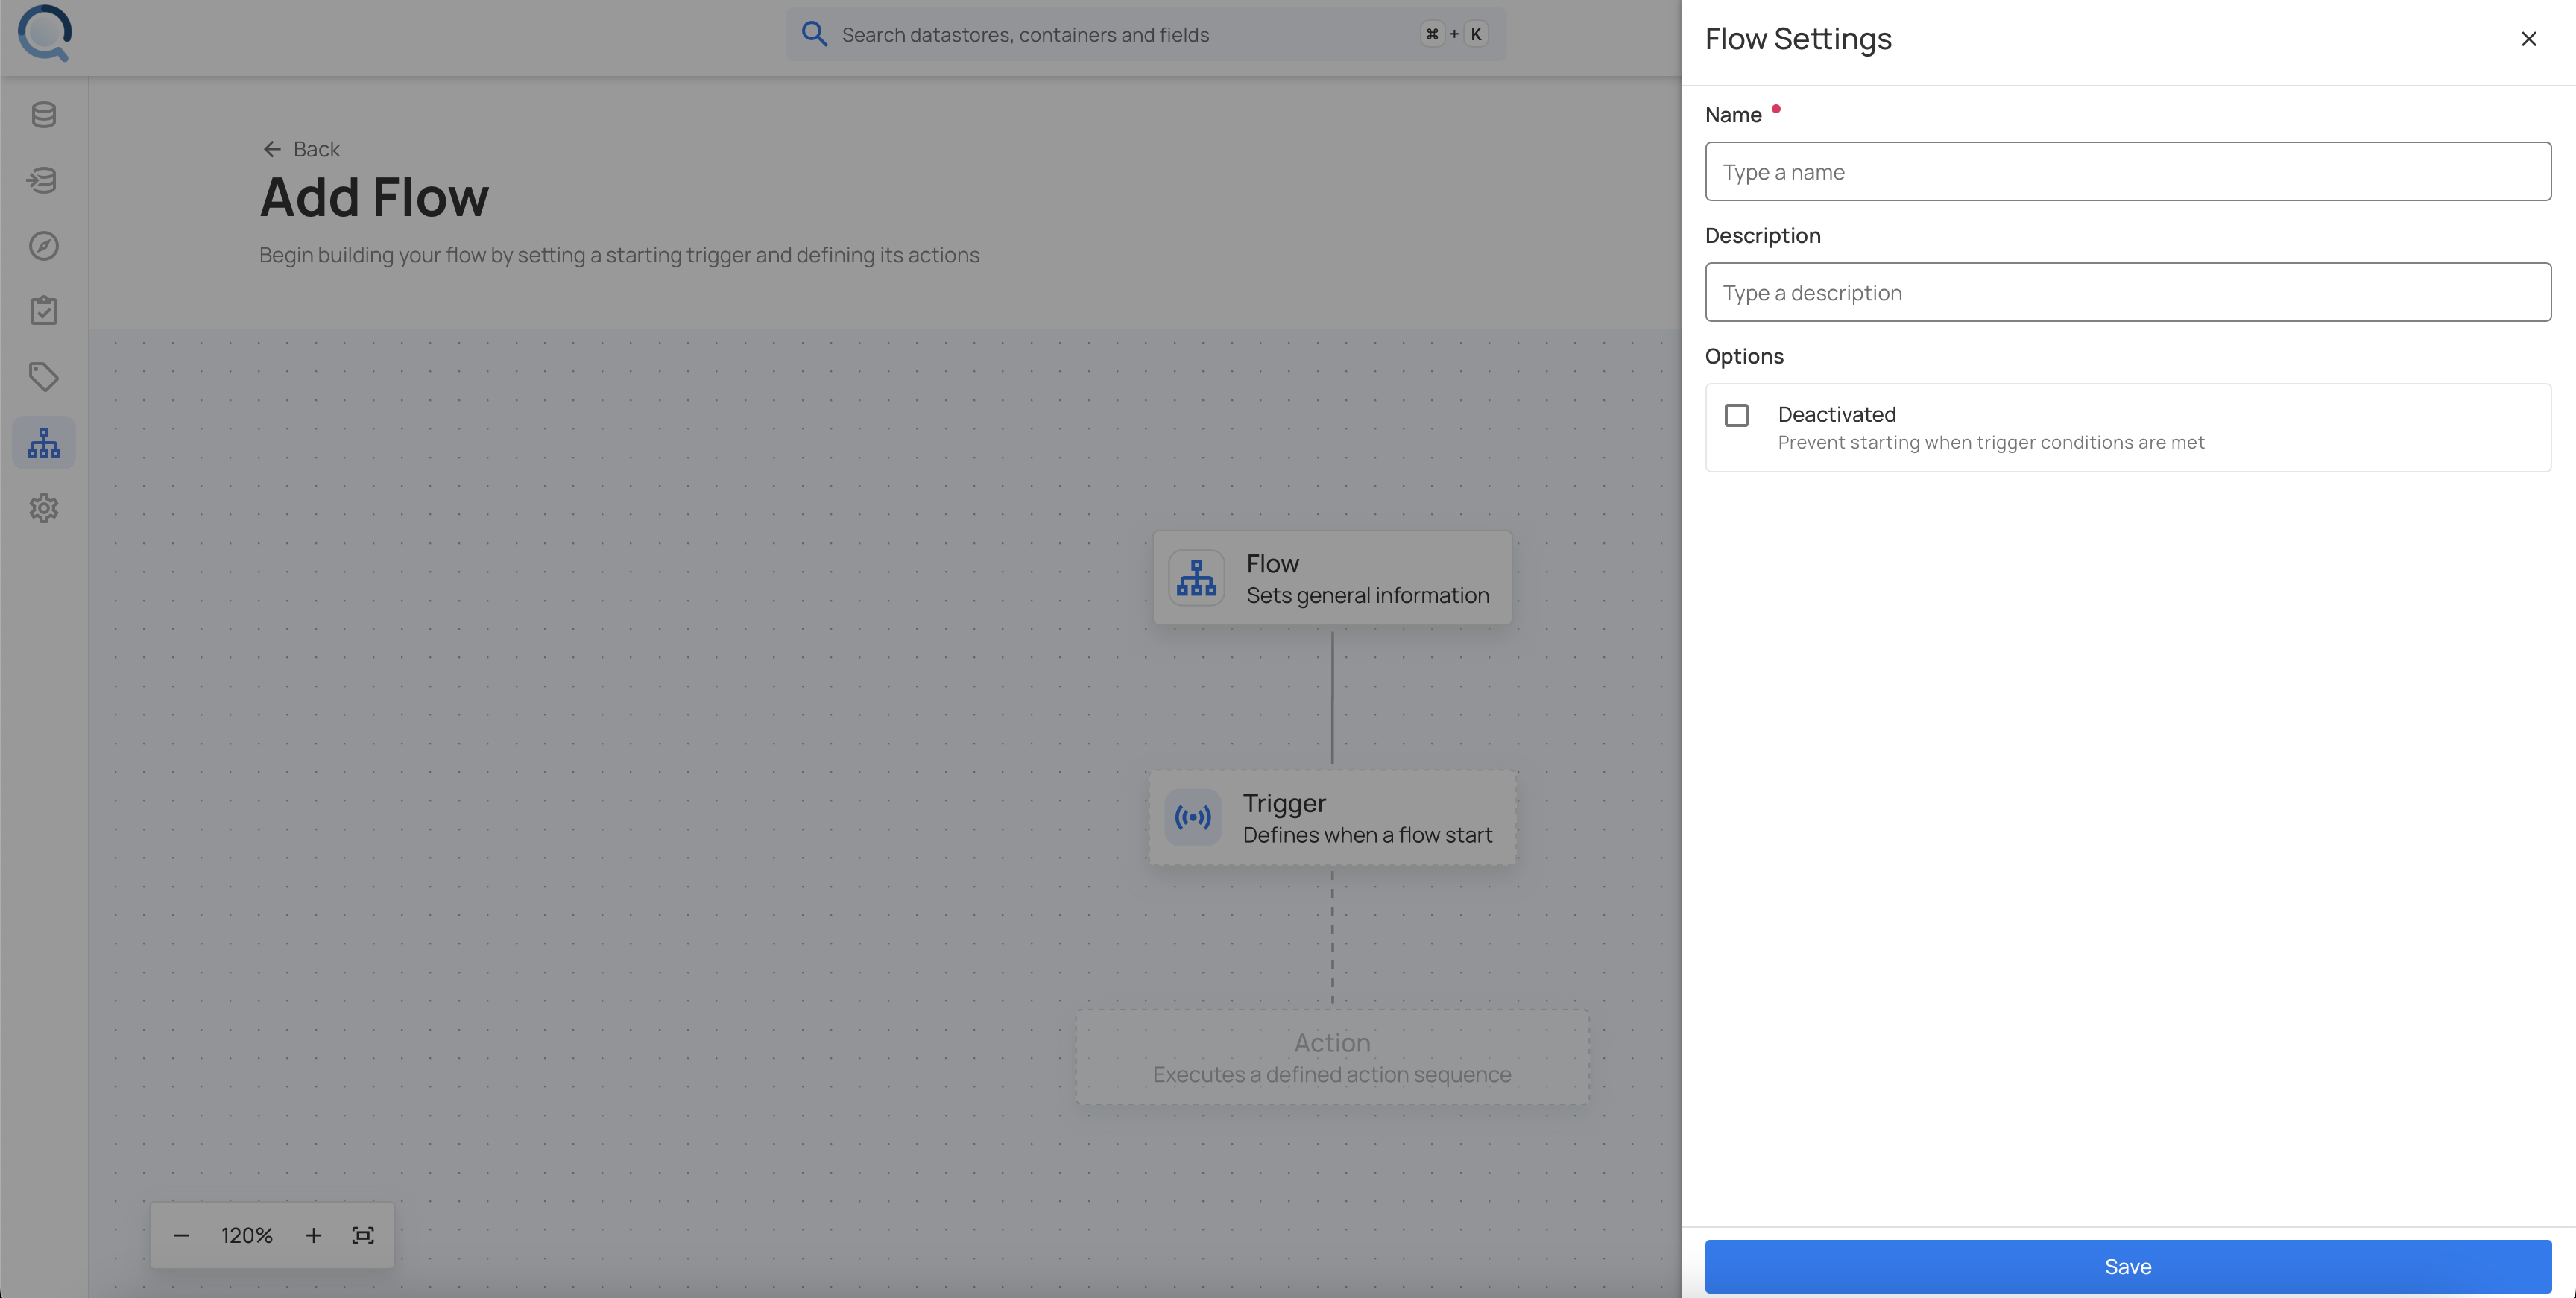 Search datastores, containers and fields
⌘ + K
Back
Add Flow
Begin building your flow by setting a starting trigger and defining its actions
Flow
Sets general information
Trigger
Defines when a flow start
Action
Executes a defined action sequence
120%
Flow Settings
Name
Type a name
Description
Type a description
Options
Deactivated
Prevent starting when trigger conditions are met
Save